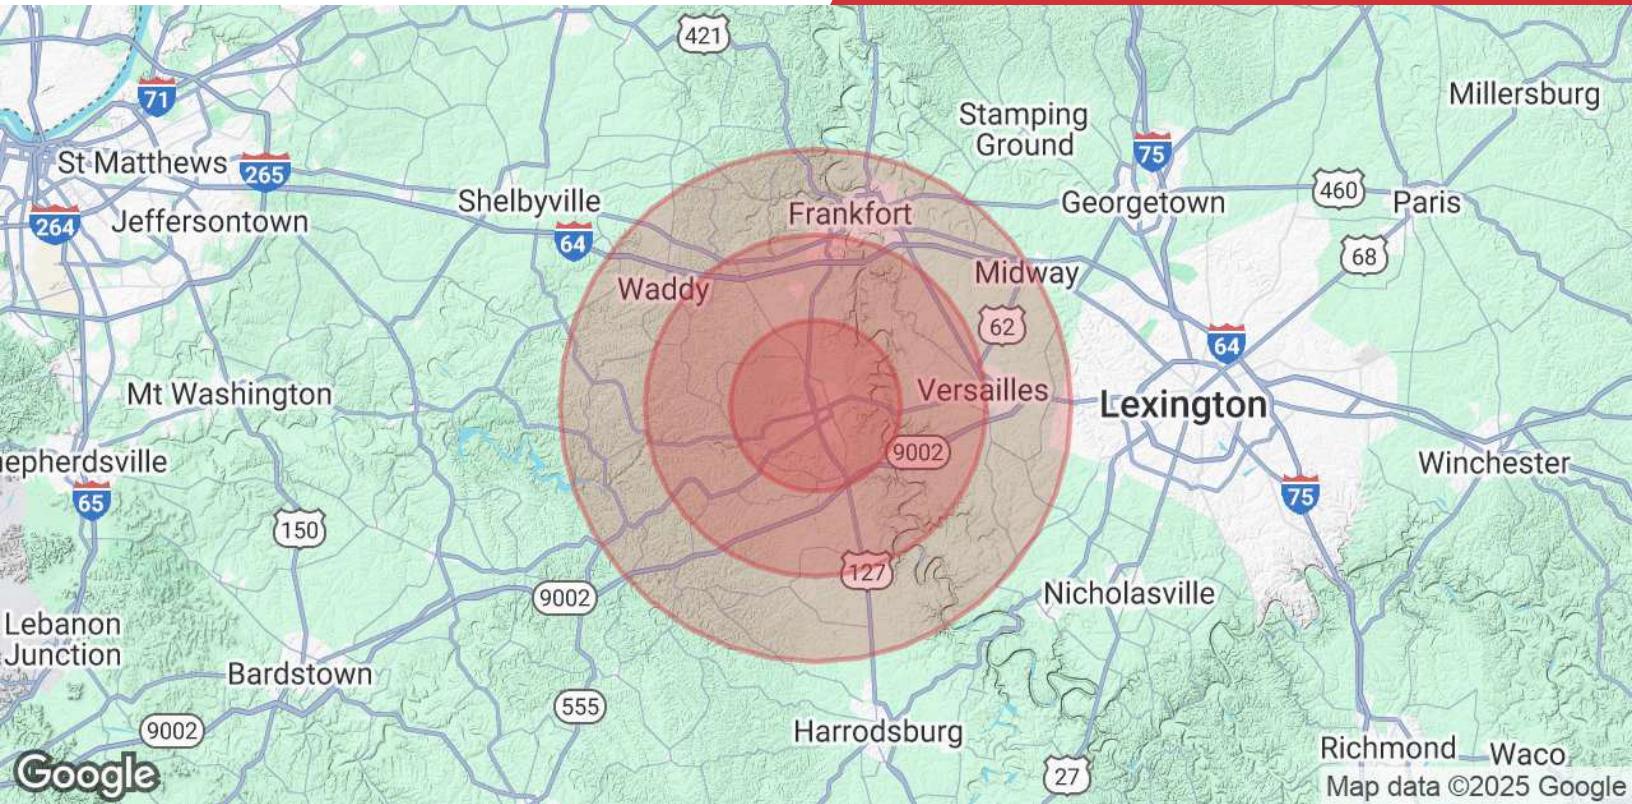 421
Millersburg
71
Stamping
Ground
75
St Matthews
265
460
Shelbyville
Georgetown
Paris
Frankfort
264
Jeffersontown
64
68
Midway
Waddy
62
64
Mt Washington
Versailles
Lexington
9002
epherdsville
Winchester
65
75
150
127
9002
Nicholasville
Lebanon
Junction
Bardstown
555
9002
Harrodsburg
Richmond
Waco
Google
27
Map data ©2025 Google